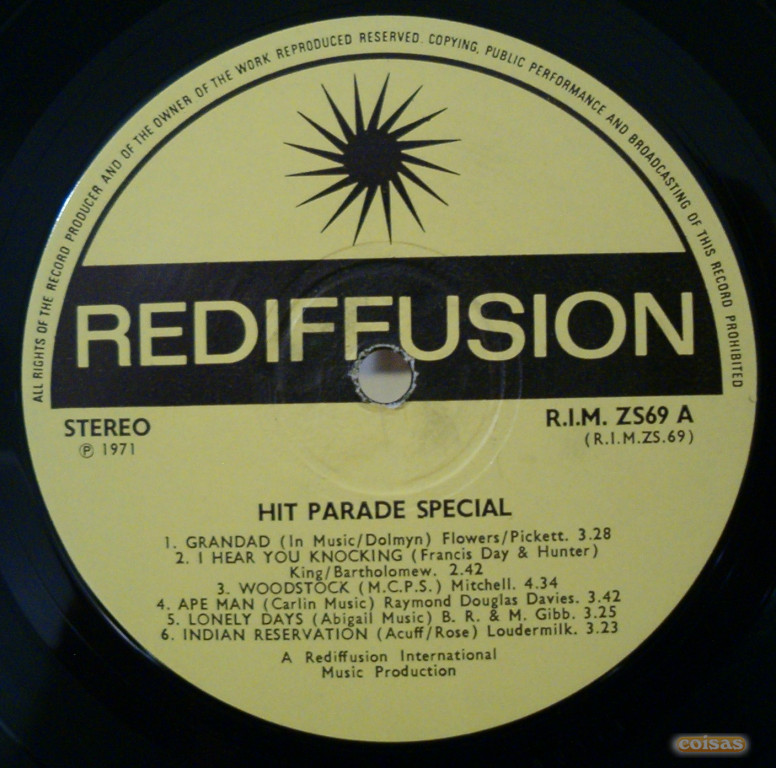 ALL RIGHTS OF THE RECORD PRODUCER AND OF THE OWNER OF THE WORK REPRODUCED RESERVED. COPYING, PUBLIC PERFORMANCE AND BROADCASTING OF THIS RECORD PROHIBITED
REDIFFUSION
STEREO
℗ 1971
R.I.M. ZS69 A
(R.I.M.ZS.69)
HIT PARADE SPECIAL
1. GRANDAD (In Music/Dolmyn) Flowers/Pickett. 3.28
2. I HEAR YOU KNOCKING (Francis Day & Hunter)
King/Bartholomew. 2.42
3. WOODSTOCK (M.C.P.S.) Mitchell. 4.34
4. APE MAN (Carlin Music) Raymond Douglas Davies. 3.42
5. LONELY DAYS (Abigail Music) B. R. & M. Gibb. 3.25
6. INDIAN RESERVATION (Acuff/Rose) Loudermilk. 3.23
A Rediffusion International
Music Production
coisas